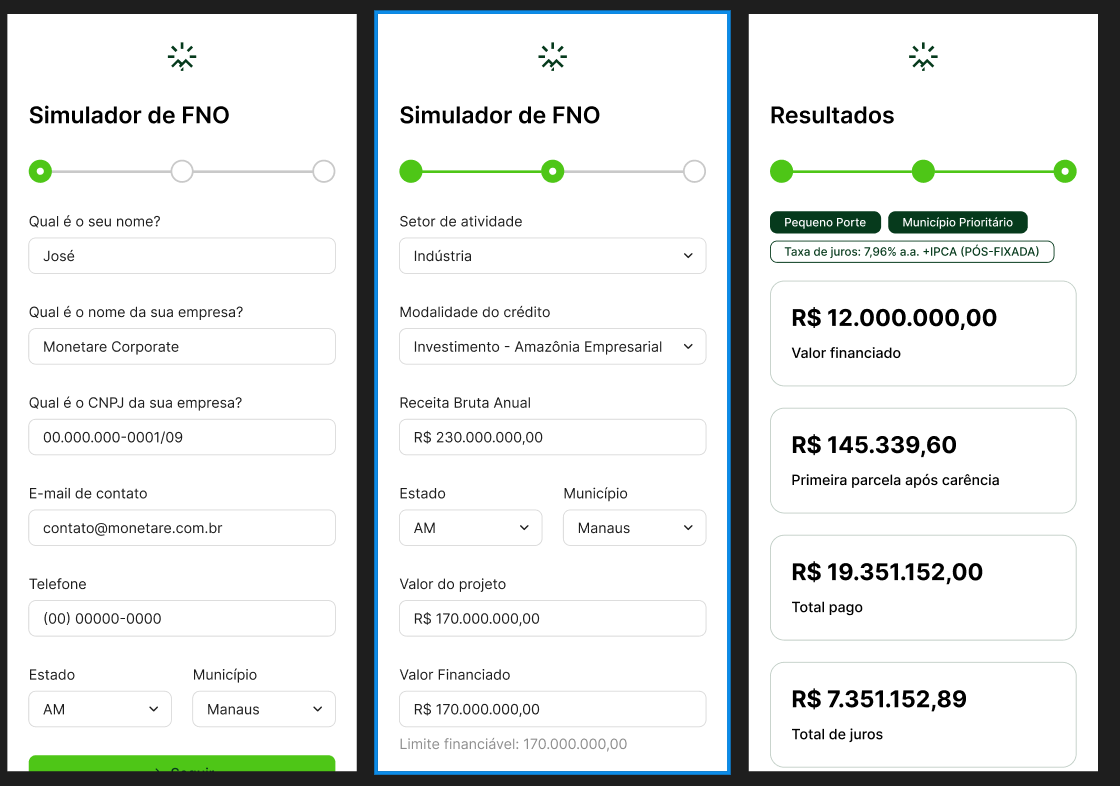 Simulador de FNO
Qual é o seu nome?
José
Qual é o nome da sua empresa?
Monetare Corporate
Qual é o CNPJ da sua empresa?
00.000.000-0001/09
E-mail de contato
contato@monetare.com.br
Telefone
(00) 00000-0000
Estado
Município
AM
Manaus
Simulador de FNO
Setor de atividade
Indústria
Modalidade do crédito
Investimento - Amazônia Empresarial
Receita Bruta Anual
R$ 230.000.000,00
Estado
Município
AM
Manaus
Valor do projeto
R$ 170.000.000,00
Valor Financiado
R$ 170.000.000,00
Limite financiável: 170.000.000,00
Resultados
Pequeno Porte
Município Prioritário
Taxa de juros: 7,96% a.a. +IPCA (PÓS-FIXADA)
R$ 12.000.000,00
Valor financiado
R$ 145.339,60
Primeira parcela após carência
R$ 19.351.152,00
Total pago
R$ 7.351.152,89
Total de juros